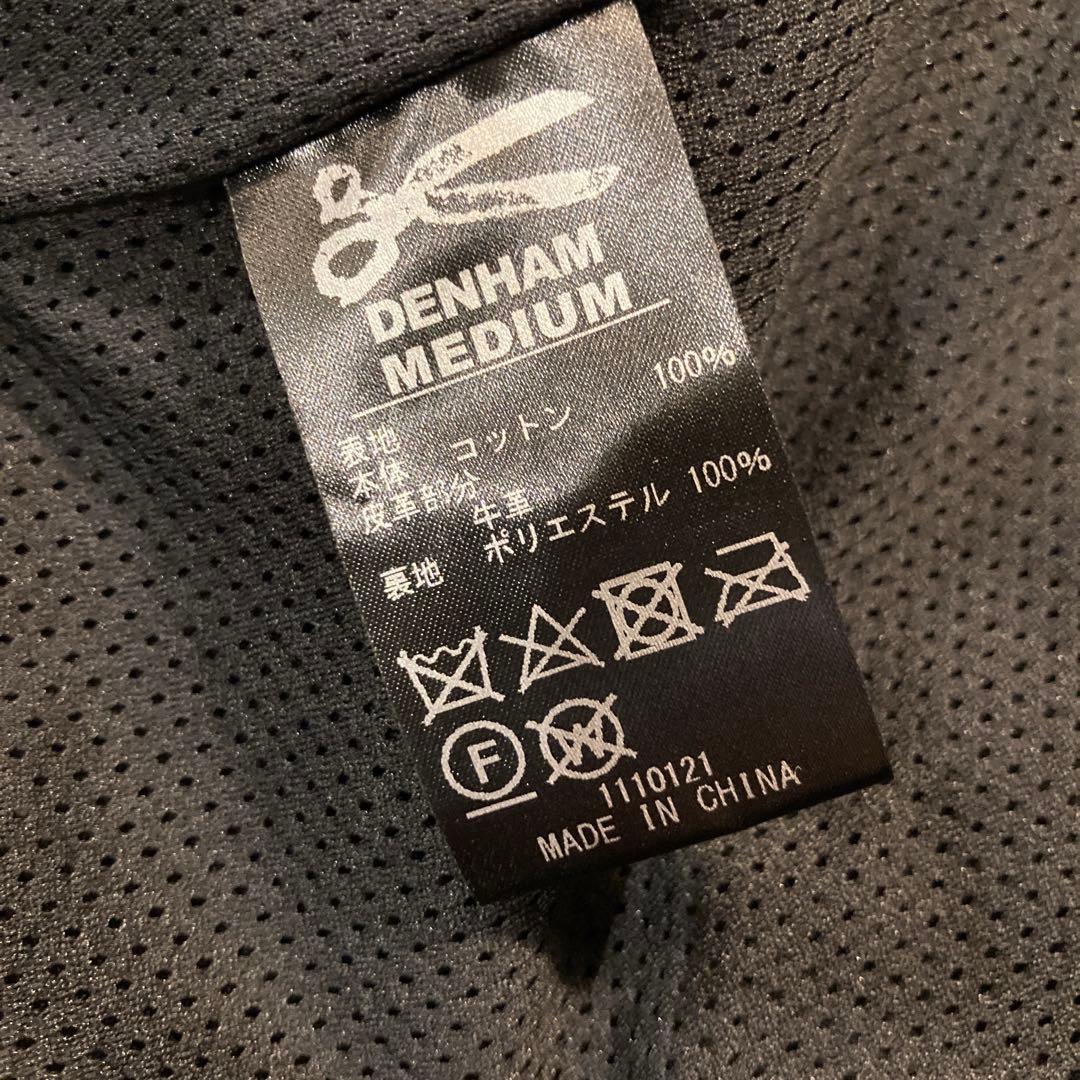 DENHAM
MEDIUM
表地
本体 コットン 100%
皮革部分 牛革
裏地 ポリエステル 100%
F
W
1110121
MADE IN CHINA